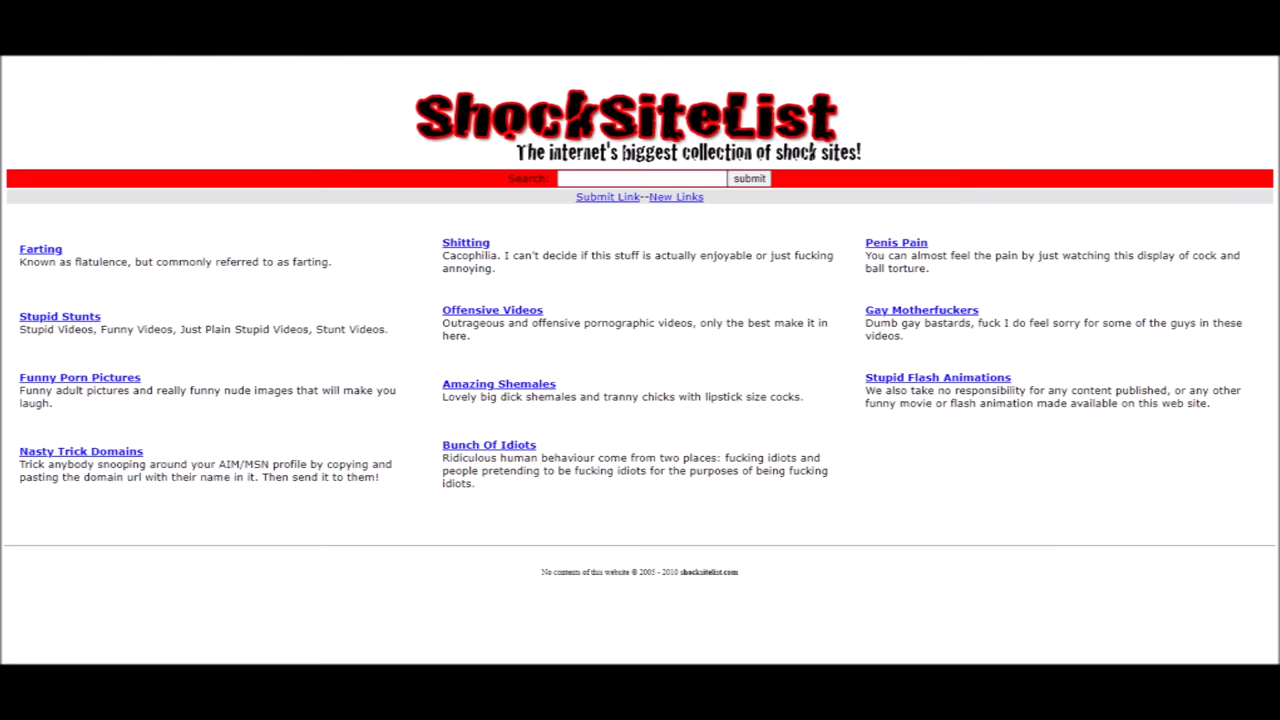 ShockSiteList
The internet's biggest collection of shock sites!
Search: submit
Submit Link--New Links
Farting
Known as flatulence, but commonly referred to as farting.
Shitting
Cacophilia. I can't decide if this stuff is actually enjoyable or just fucking
annoying.
Penis Pain
You can almost feel the pain by just watching this display of cock and
ball torture.
Stupid Stunts
Stupid Videos, Funny Videos, Just Plain Stupid Videos, Stunt Videos.
Offensive Videos
Outrageous and offensive pornographic videos, only the best make it in
here.
Gay Motherfuckers
Dumb gay bastards, fuck I do feel sorry for some of the guys in these
videos.
Funny Porn Pictures
Funny adult pictures and really funny nude images that will make you
laugh.
Amazing Shemales
Lovely big dick shemales and tranny chicks with lipstick size cocks.
Stupid Flash Animations
We also take no responsibility for any content published, or any other
funny movie or flash animation made available on this web site.
Nasty Trick Domains
Trick anybody snooping around your AIM/MSN profile by copying and
pasting the domain url with their name in it. Then send it to them!
Bunch Of Idiots
Ridiculous human behaviour come from two places: fucking idiots and
people pretending to be fucking idiots for the purposes of being fucking
idiots.
No contents of this website © 2005 - 2010 shocksitelist.com